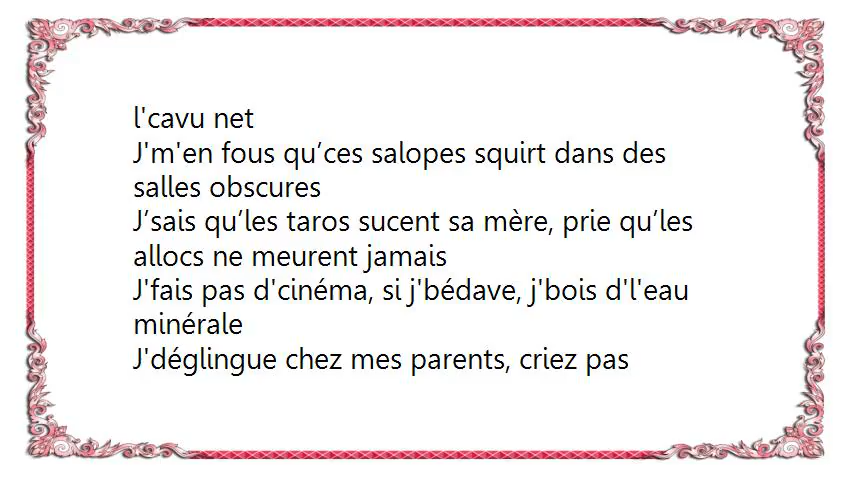 l'cavu net
J'm'en fous qu’ces salopes squirt dans des
salles obscures
J’sais qu’les taros sucent sa mère, prie qu’les
allocs ne meurent jamais
J'fais pas d'cinéma, si j'bédave, j'bois d'l'eau
minérale
J'déglingue chez mes parents, criez pas